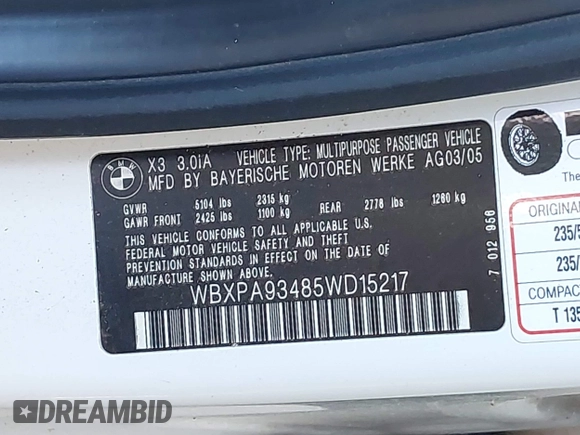 BMW
X3 3.0iA VEHICLE TYPE: MULTIPURPOSE PASSENGER VEHICLE
MFD BY BAYERISCHE MOTOREN WERKE AG03/05
GVWR 5104 lbs 2315 kg
GAWR FRONT 2425 lbs 1100 kg REAR 2778 lbs 1260 kg
THIS VEHICLE CONFORMS TO ALL APPLICABLE U.S.
FEDERAL MOTOR VEHICLE SAFETY AND THEFT
PREVENTION STANDARDS IN EFFECT ON THE DATE OF
MANUFACTURE SHOWN ABOVE.
WBXPA93485WD15217
7 012 956
The
ORIGINA
235/5
235/
COMPAC
T 135
DREAMBID